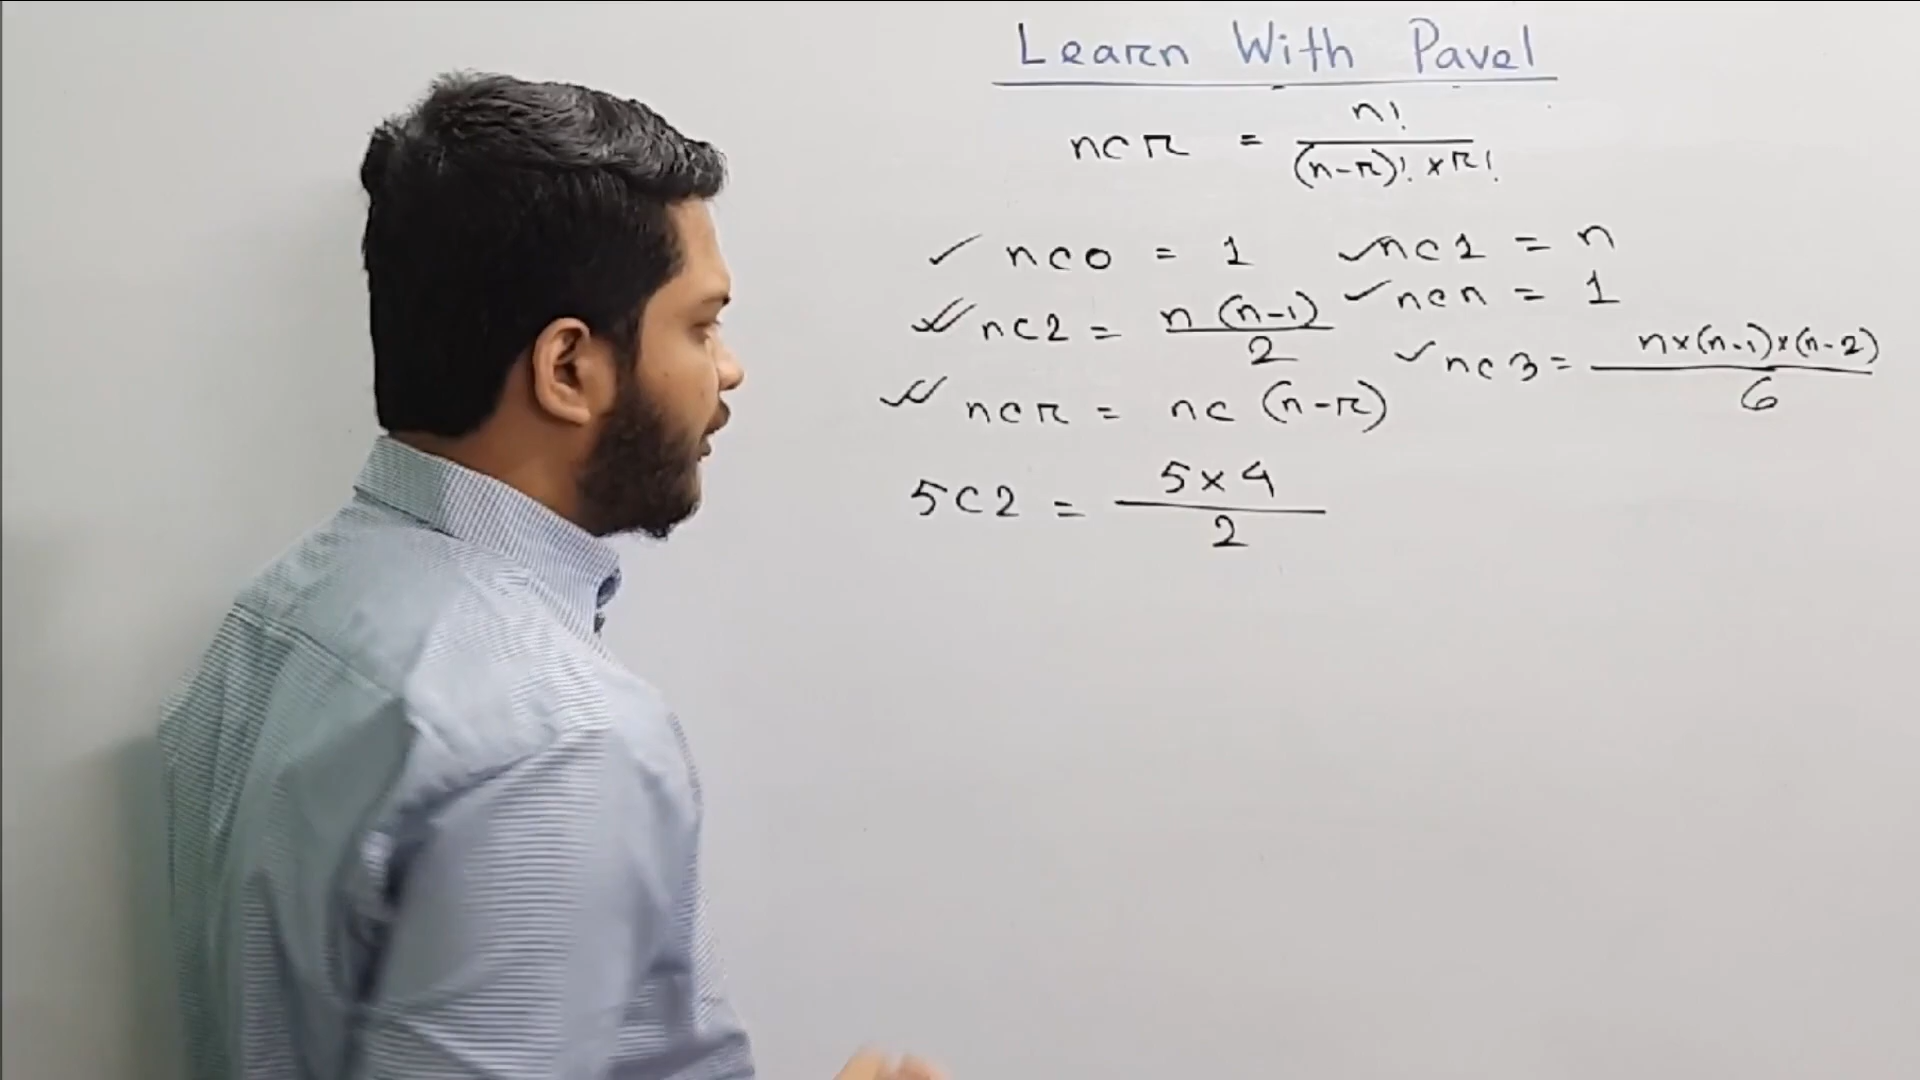 Learn With Pavel
ncr = n! / (n-r)! × r!
✓ nc0 = 1 ✓ nc1 = n
✓ ncn = 1
✓ nc2 = n (n-1) / 2
✓ nc3 = n×(n-1)×(n-2) / 6
✓ ncr = nc (n-r)
5c2 = 5×4 / 2